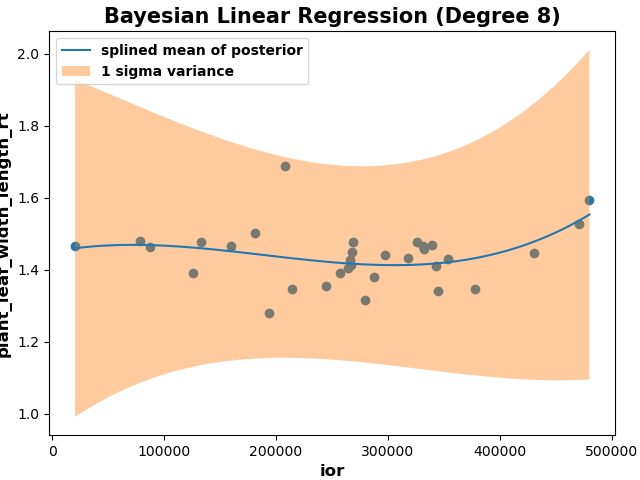 Bayesian Linear Regression (Degree 8)
splined mean of posterior
1 sigma variance
2.0
1.8
1.6
1.4
1.2
1.0
plant_leaf_width_length_rt
0 100000 200000 300000 400000 500000
ior